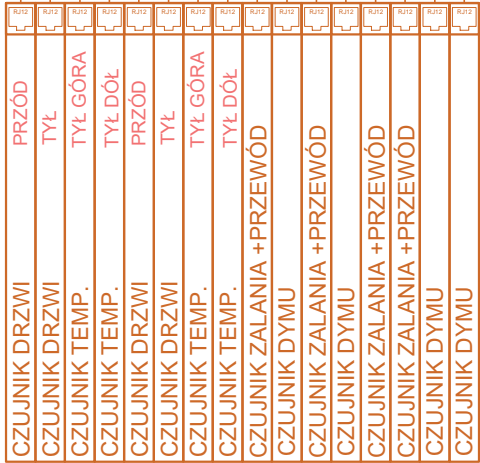 RJ12 RJ12 RJ12 RJ12 RJ12 RJ12 RJ12 RJ12 RJ12 RJ12 RJ12 RJ12 RJ12 RJ12 RJ12 RJ12
CZUJNIK DRZWI PRZÓD
CZUJNIK DRZWI TYŁ
CZUJNIK TEMP. TYŁ GÓRA
CZUJNIK TEMP. TYŁ DÓŁ
CZUJNIK DRZWI PRZÓD
CZUJNIK DRZWI TYŁ
CZUJNIK TEMP. TYŁ GÓRA
CZUJNIK TEMP. TYŁ DÓŁ
CZUJNIK ZALANIA +PRZEWÓD
CZUJNIK DYMU
CZUJNIK ZALANIA +PRZEWÓD
CZUJNIK DYMU
CZUJNIK ZALANIA +PRZEWÓD
CZUJNIK ZALANIA +PRZEWÓD
CZUJNIK DYMU
CZUJNIK DYMU